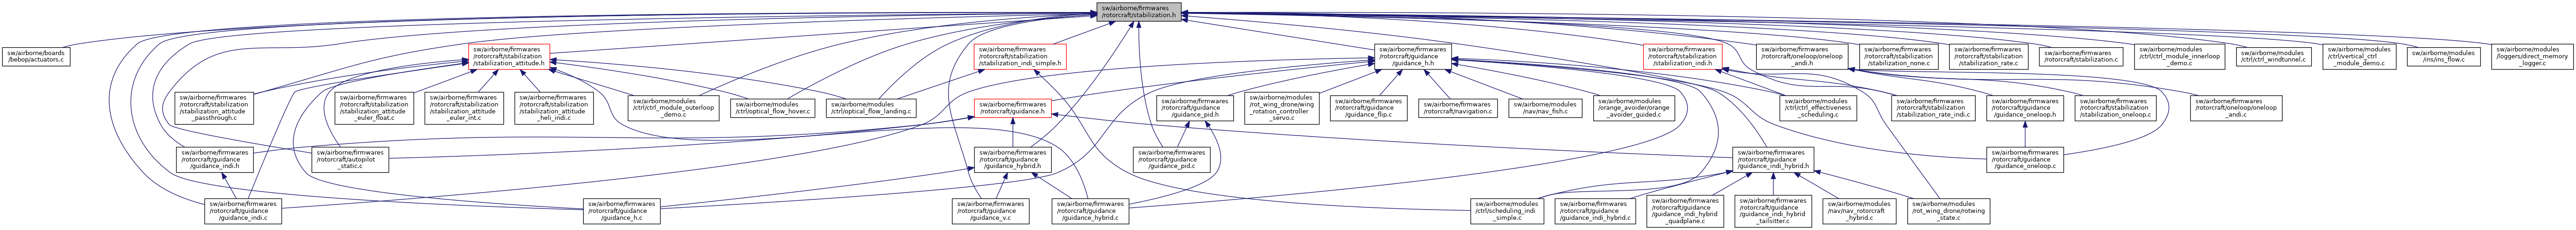 sw/airborne/firmwares
/rotorcraft/stabilization.h
sw/airborne/boards
/bebop/actuators.c
sw/airborne/firmwares
/rotorcraft/stabilization
/stabilization_attitude.h
sw/airborne/firmwares
/rotorcraft/stabilization
/stabilization_indi_simple.h
sw/airborne/firmwares
/rotorcraft/guidance
/guidance_h.h
sw/airborne/firmwares
/rotorcraft/stabilization
/stabilization_indi.h
sw/airborne/firmwares
/rotorcraft/oneloop/oneloop
_andi.h
sw/airborne/firmwares
/rotorcraft/stabilization
/stabilization_none.c
sw/airborne/firmwares
/rotorcraft/stabilization
/stabilization_rate.c
sw/airborne/firmwares
/rotorcraft/stabilization.c
sw/airborne/modules
/ctrl/ctrl_module_innerloop
_demo.c
sw/airborne/modules
/ctrl/ctrl_windtunnel.c
sw/airborne/modules
/ctrl/vertical_ctrl
_module_demo.c
sw/airborne/modules
/ins/ins_flow.c
sw/airborne/modules
/loggers/direct_memory
_logger.c
sw/airborne/firmwares
/rotorcraft/stabilization
/stabilization_attitude
_passthrough.c
sw/airborne/firmwares
/rotorcraft/stabilization
/stabilization_attitude
_euler_float.c
sw/airborne/firmwares
/rotorcraft/stabilization
/stabilization_attitude
_euler_int.c
sw/airborne/firmwares
/rotorcraft/stabilization
/stabilization_attitude
_heli_indi.c
sw/airborne/modules
/ctrl/ctrl_module_outerloop
_demo.c
sw/airborne/modules
/ctrl/optical_flow_hover.c
sw/airborne/modules
/ctrl/optical_flow_landing.c
sw/airborne/firmwares
/rotorcraft/guidance.h
sw/airborne/firmwares
/rotorcraft/guidance
/guidance_pid.h
sw/airborne/modules
/rot_wing_drone/wing
_rotation_controller
_servo.c
sw/airborne/firmwares
/rotorcraft/guidance
/guidance_flip.c
sw/airborne/firmwares
/rotorcraft/navigation.c
sw/airborne/modules
/nav/nav_fish.c
sw/airborne/modules
/orange_avoider/orange
_avoider_guided.c
sw/airborne/modules
/ctrl/ctrl_effectiveness
_scheduling.c
sw/airborne/firmwares
/rotorcraft/stabilization
/stabilization_rate_indi.c
sw/airborne/firmwares
/rotorcraft/guidance
/guidance_oneloop.h
sw/airborne/firmwares
/rotorcraft/stabilization
/stabilization_oneloop.c
sw/airborne/firmwares
/rotorcraft/oneloop/oneloop
_andi.c
sw/airborne/firmwares
/rotorcraft/guidance
/guidance_indi.h
sw/airborne/firmwares
/rotorcraft/autopilot
_static.c
sw/airborne/firmwares
/rotorcraft/guidance
/guidance_hybrid.h
sw/airborne/firmwares
/rotorcraft/guidance
/guidance_pid.c
sw/airborne/firmwares
/rotorcraft/guidance
/guidance_indi_hybrid.h
sw/airborne/firmwares
/rotorcraft/guidance
/guidance_oneloop.c
sw/airborne/firmwares
/rotorcraft/guidance
/guidance_indi.c
sw/airborne/firmwares
/rotorcraft/guidance
/guidance_h.c
sw/airborne/firmwares
/rotorcraft/guidance
/guidance_v.c
sw/airborne/firmwares
/rotorcraft/guidance
/guidance_hybrid.c
sw/airborne/modules
/ctrl/scheduling_indi
_simple.c
sw/airborne/firmwares
/rotorcraft/guidance
/guidance_indi_hybrid.c
sw/airborne/firmwares
/rotorcraft/guidance
/guidance_indi_hybrid
_quadplane.c
sw/airborne/firmwares
/rotorcraft/guidance
/guidance_indi_hybrid
_tailsitter.c
sw/airborne/modules
/nav/nav_rotorcraft
_hybrid.c
sw/airborne/modules
/rot_wing_drone/rotwing
_state.c